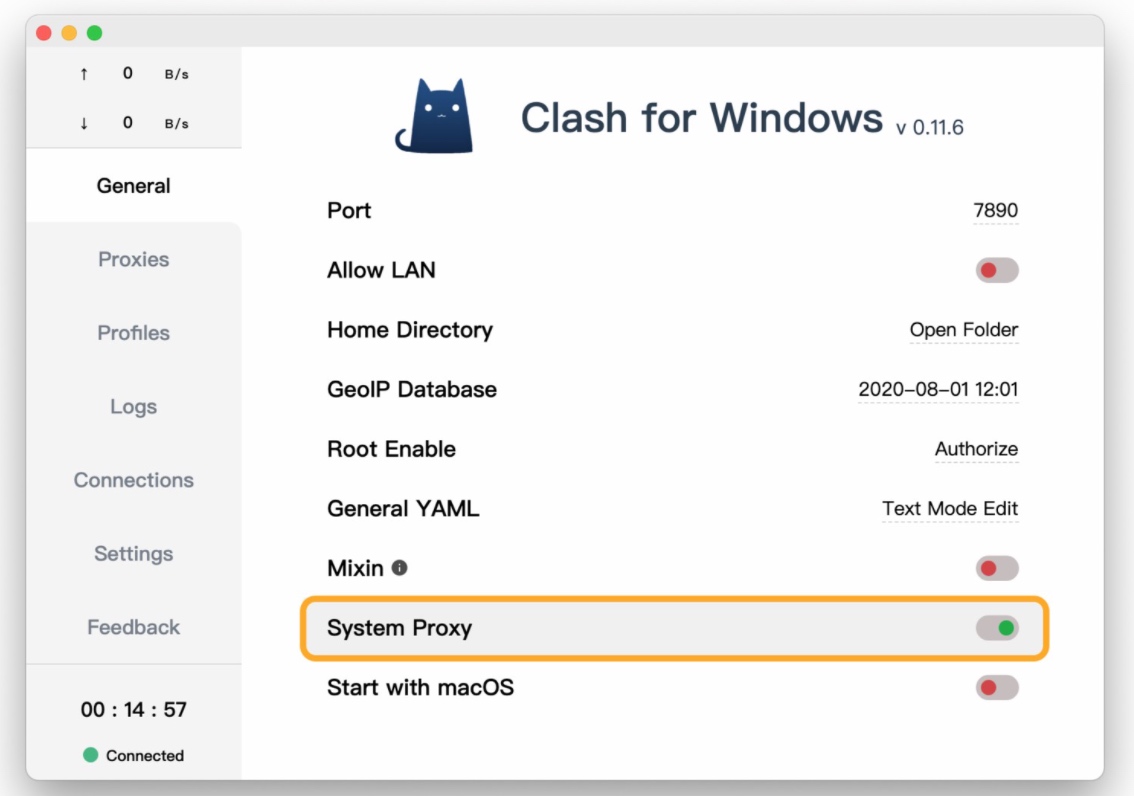 ↑ 0 B/s
↓ 0 B/s
General
Proxies
Profiles
Logs
Connections
Settings
Feedback
00 : 14 : 57
Connected
Clash for Windows v 0.11.6
Port 7890
Allow LAN
Home Directory Open Folder
GeoIP Database 2020-08-01 12:01
Root Enable Authorize
General YAML Text Mode Edit
Mixin
System Proxy
Start with macOS